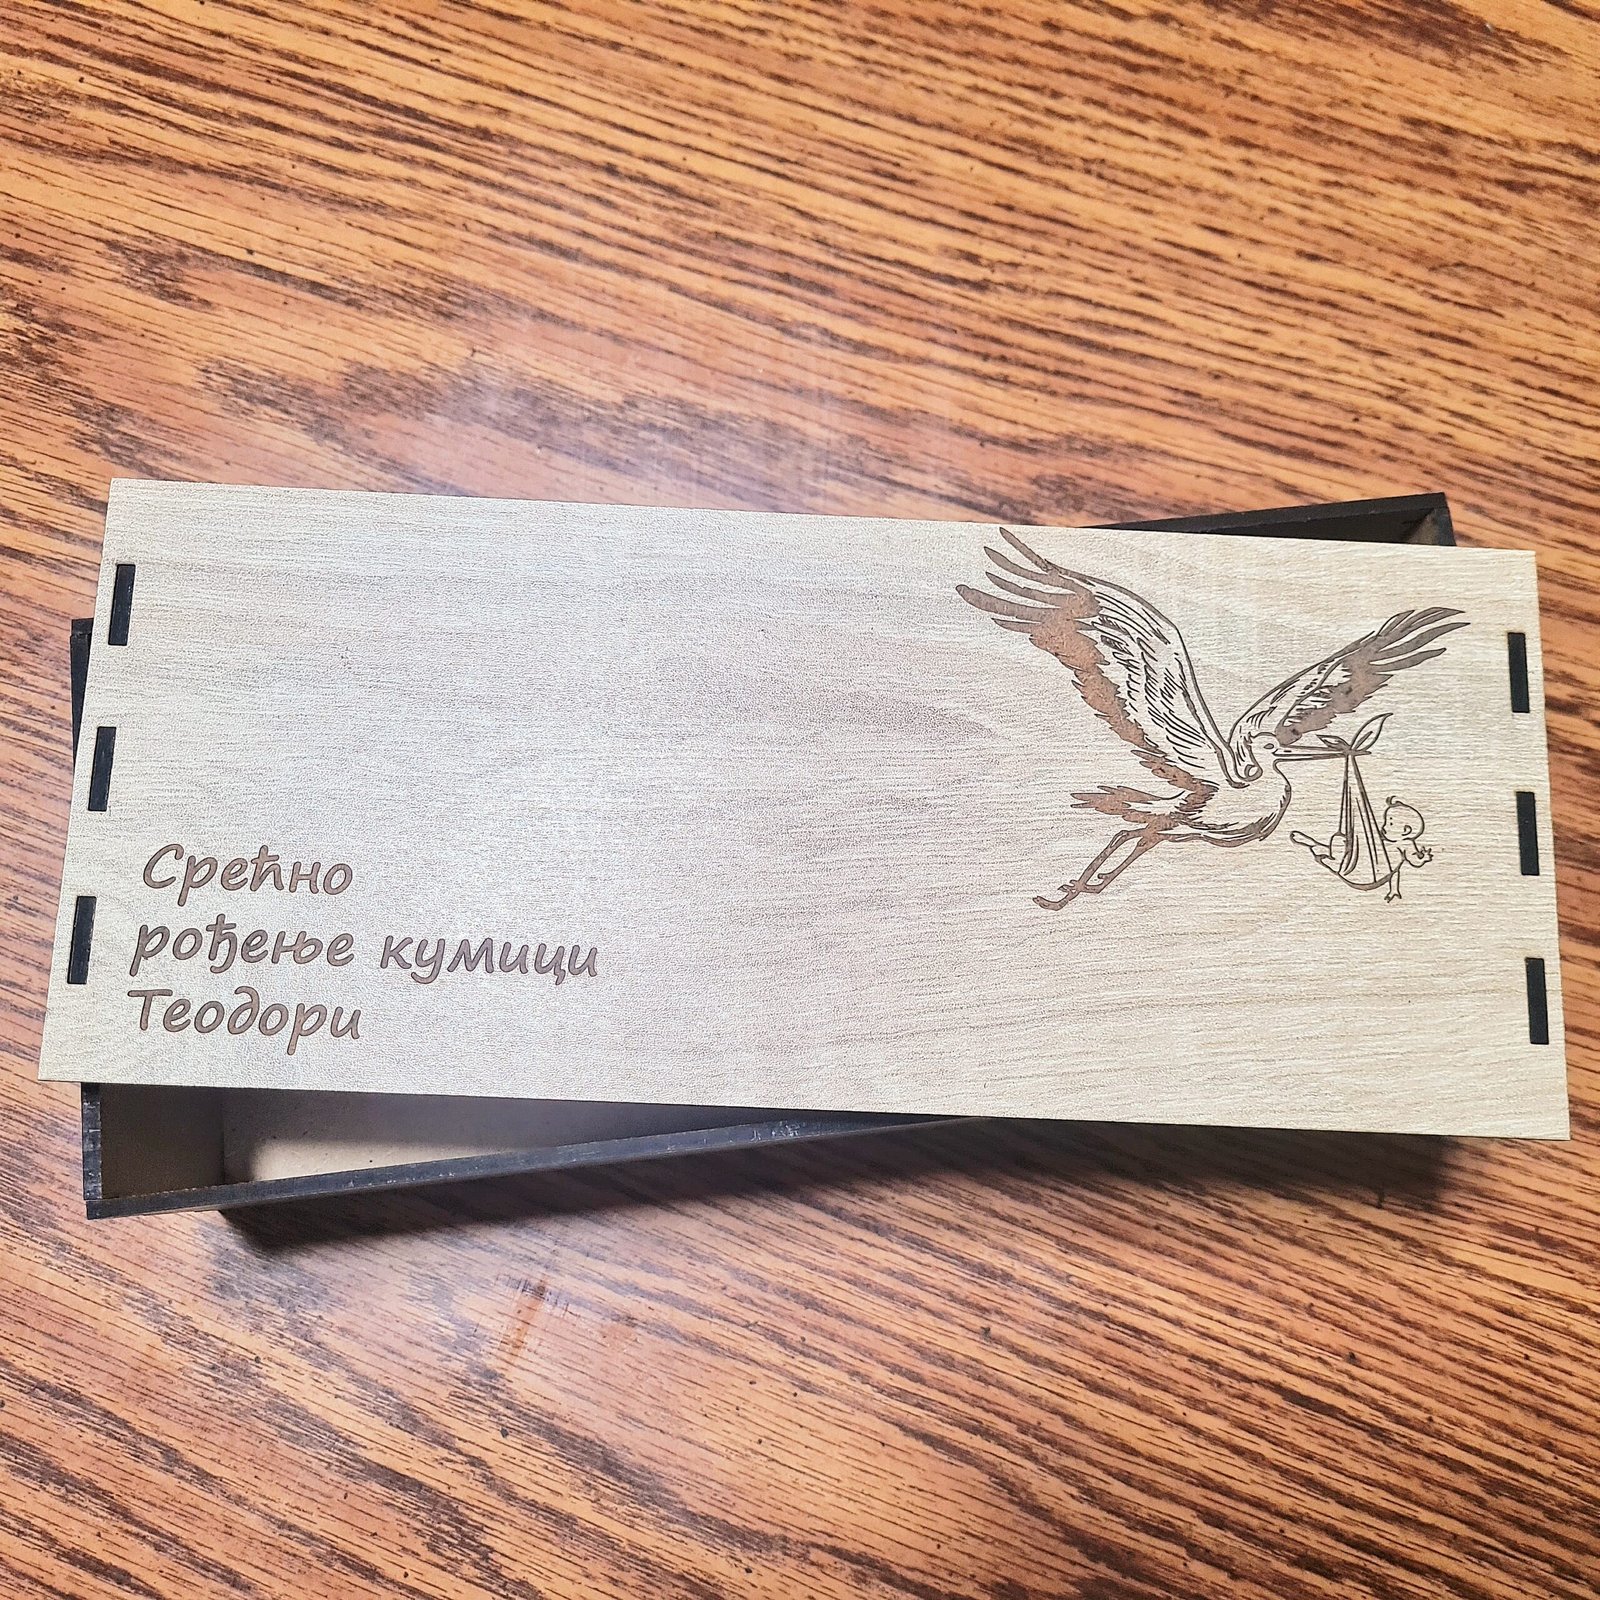 Срећно
рођење кумици
Теодори